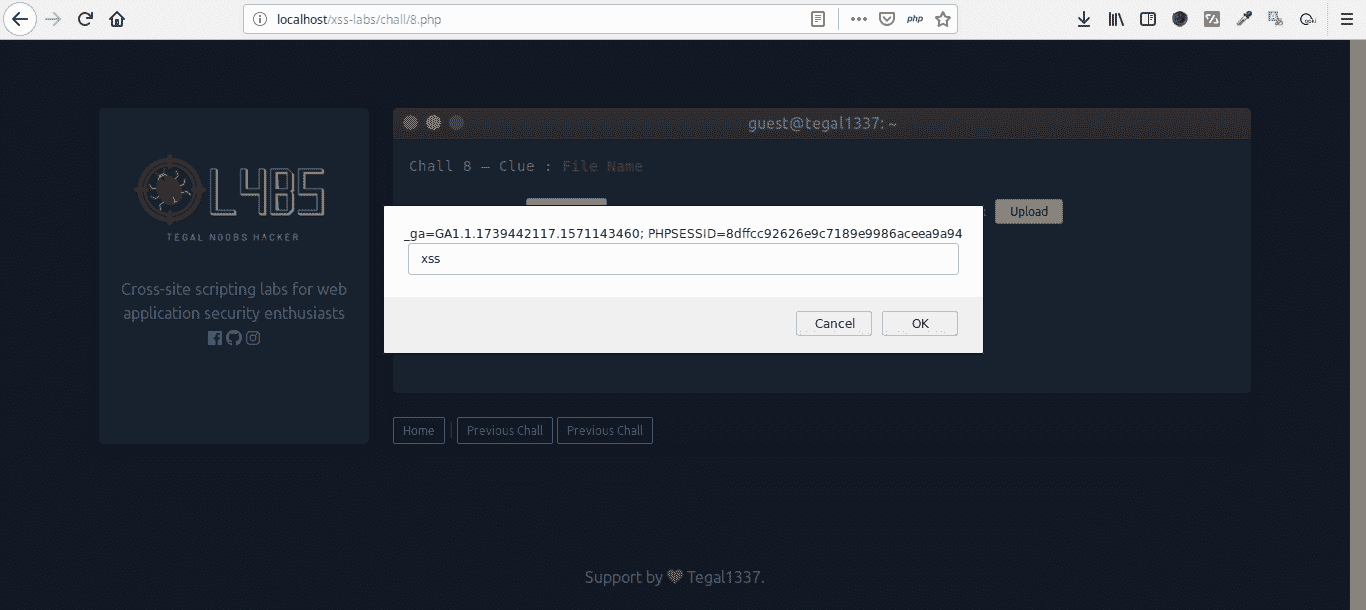 localhost/xss-labs/chall/8.php
php
guest@tegal1337: ~
Chall 8 – Clue : File Name
L4B5
TEGAL N00BS HACKER
Upload
_ga=GA1.1.1739442117.1571143460; PHPSESSID=8dffcc92626e9c7189e9986aceea9a94
xss
Cancel
OK
Cross-site scripting labs for web
application security enthusiasts
Home | Previous Chall Previous Chall
Support by Tegal1337.